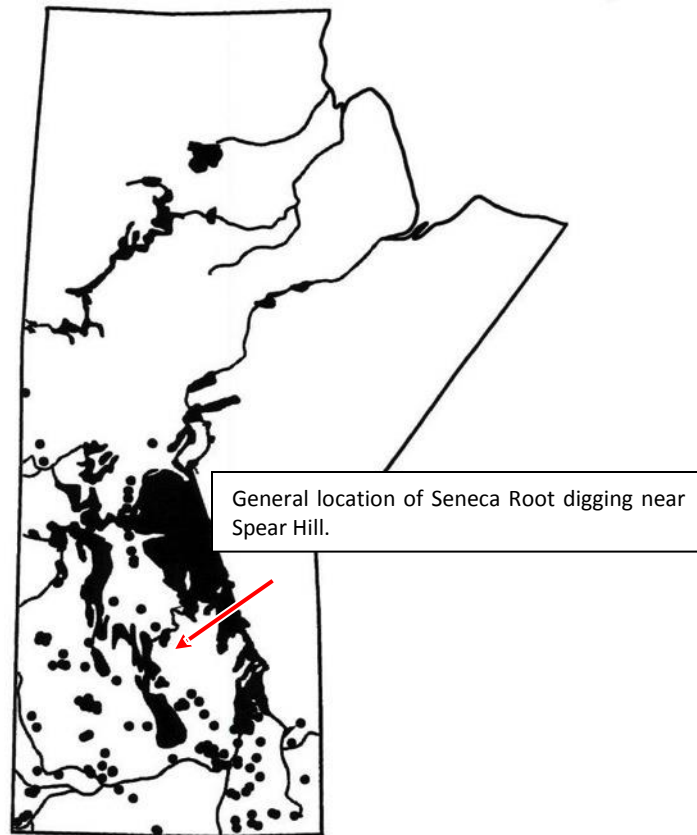 General location of Seneca Root digging near
Spear Hill.